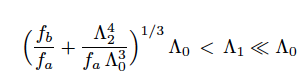 $\left( \frac{f_b}{f_a} + \frac{\Lambda_2^4}{f_a \, \Lambda_0^3} \right)^{1/3} \Lambda_0 \; < \; \Lambda_1 \ll \Lambda_0$